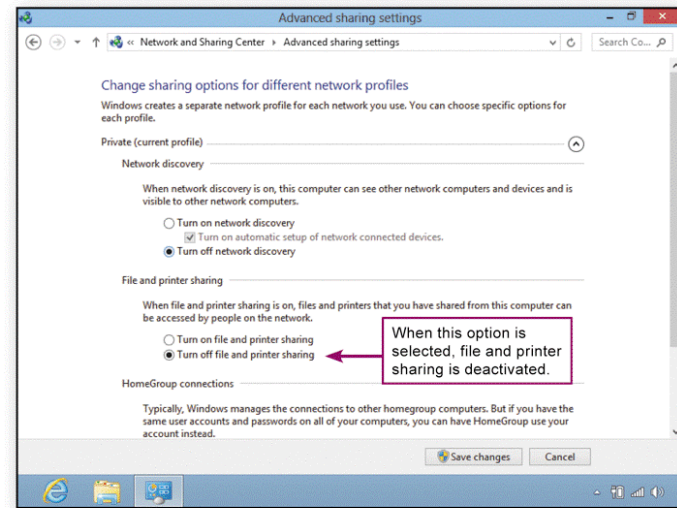 Advanced sharing settings
« Network and Sharing Center ▸ Advanced sharing settings
Search Co...
Change sharing options for different network profiles
Windows creates a separate network profile for each network you use. You can choose specific options for
each profile.
Private (current profile)
Network discovery
When network discovery is on, this computer can see other network computers and devices and is
visible to other network computers.
Turn on network discovery
Turn on automatic setup of network connected devices.
Turn off network discovery
File and printer sharing
When file and printer sharing is on, files and printers that you have shared from this computer can
be accessed by people on the network.
Turn on file and printer sharing
Turn off file and printer sharing
When this option is
selected, file and printer
sharing is deactivated.
HomeGroup connections
Typically, Windows manages the connections to other homegroup computers. But if you have the
same user accounts and passwords on all of your computers, you can have HomeGroup use your
account instead.
Save changes
Cancel